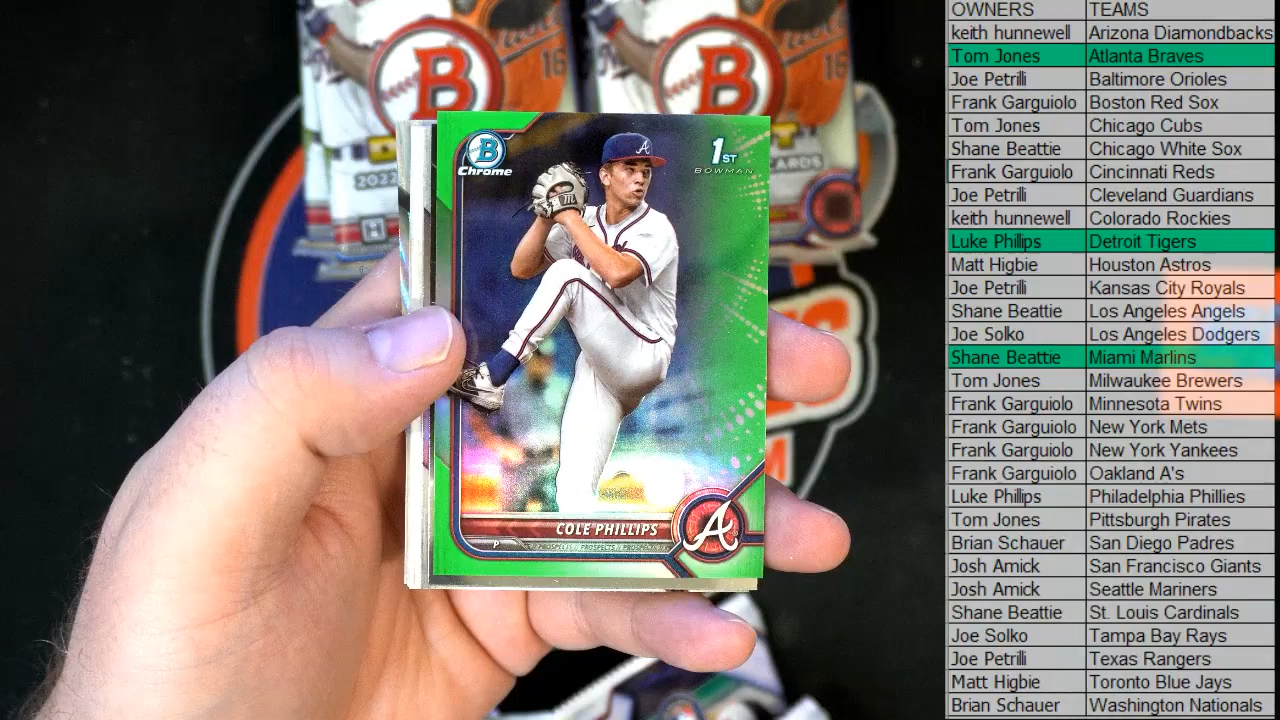 B
16
B
16
2022
H
CARDS
B
Chrome
1ST
BOWMAN
A
COLE PHILLIPS
P
PROSPECTS // PROSPECTS // PROSPECTS
A
OWNERS TEAMS
keith hunnewell Arizona Diamondbacks
Tom Jones Atlanta Braves
Joe Petrilli Baltimore Orioles
Frank Garguiolo Boston Red Sox
Tom Jones Chicago Cubs
Shane Beattie Chicago White Sox
Frank Garguiolo Cincinnati Reds
Joe Petrilli Cleveland Guardians
keith hunnewell Colorado Rockies
Luke Phillips Detroit Tigers
Matt Higbie Houston Astros
Joe Petrilli Kansas City Royals
Shane Beattie Los Angeles Angels
Joe Solko Los Angeles Dodgers
Shane Beattie Miami Marlins
Tom Jones Milwaukee Brewers
Frank Garguiolo Minnesota Twins
Frank Garguiolo New York Mets
Frank Garguiolo New York Yankees
Frank Garguiolo Oakland A's
Luke Phillips Philadelphia Phillies
Tom Jones Pittsburgh Pirates
Brian Schauer San Diego Padres
Josh Amick San Francisco Giants
Josh Amick Seattle Mariners
Shane Beattie St. Louis Cardinals
Joe Solko Tampa Bay Rays
Joe Petrilli Texas Rangers
Matt Higbie Toronto Blue Jays
Brian Schauer Washington Nationals